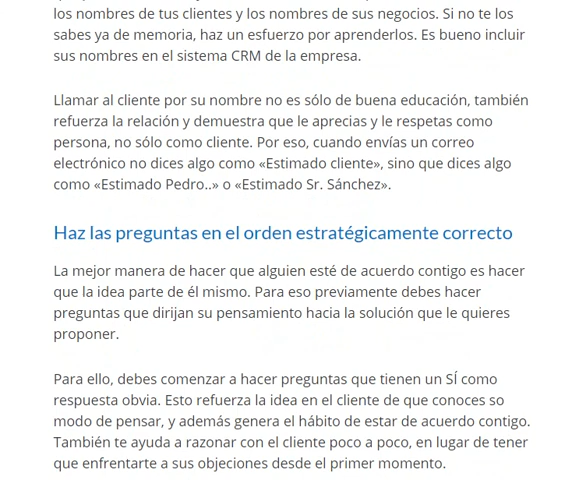 los nombres de tus clientes y los nombres de sus negocios. Si no te los
sabes ya de memoria, haz un esfuerzo por aprenderlos. Es bueno incluir
sus nombres en el sistema CRM de la empresa.
Llamar al cliente por su nombre no es sólo de buena educación, también
refuerza la relación y demuestra que le aprecias y le respetas como
persona, no sólo como cliente. Por eso, cuando envías un correo
electrónico no dices algo como «Estimado cliente», sino que dices algo
como «Estimado Pedro..» o «Estimado Sr. Sánchez».
Haz las preguntas en el orden estratégicamente correcto
La mejor manera de hacer que alguien esté de acuerdo contigo es hacer
que la idea parte de él mismo. Para eso previamente debes hacer
preguntas que dirijan su pensamiento hacia la solución que le quieres
proponer.
Para ello, debes comenzar a hacer preguntas que tienen un SÍ como
respuesta obvia. Esto refuerza la idea en el cliente de que conoces so
modo de pensar, y además genera el hábito de estar de acuerdo contigo.
También te ayuda a razonar con el cliente poco a poco, en lugar de tener
que enfrentarte a sus objeciones desde el primer momento.